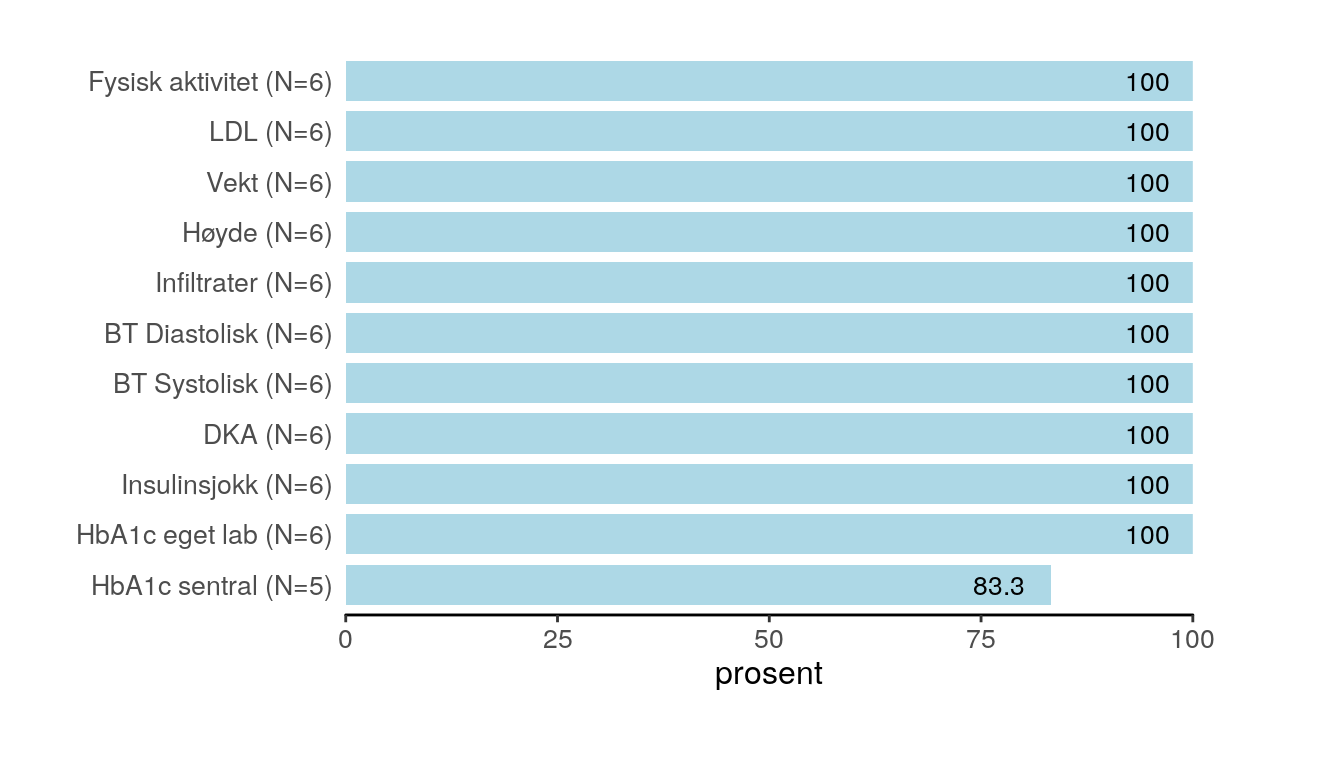 Fysisk aktivitet (N=6) 100
LDL (N=6) 100
Vekt (N=6) 100
Høyde (N=6) 100
Infiltrater (N=6) 100
BT Diastolisk (N=6) 100
BT Systolisk (N=6) 100
DKA (N=6) 100
Insulinsjokk (N=6) 100
HbA1c eget lab (N=6) 100
HbA1c sentral (N=5) 83.3
0 25 50 75 100
prosent